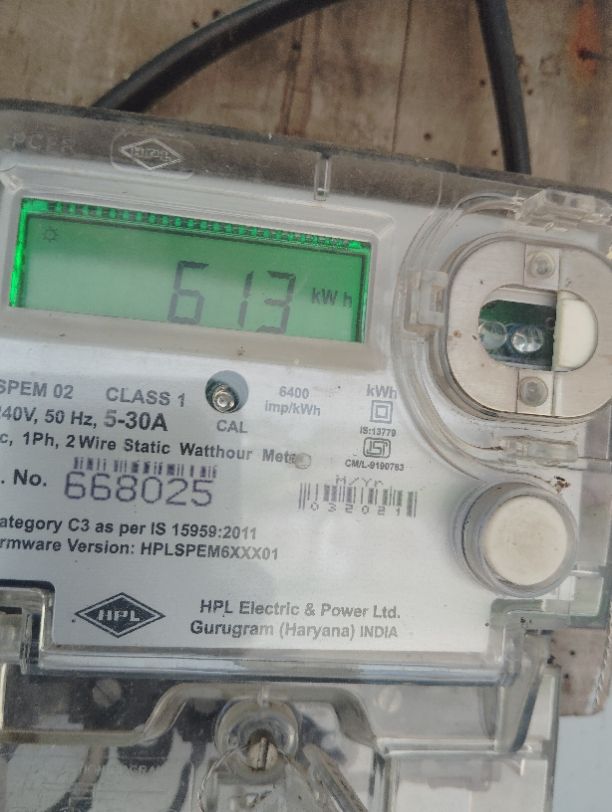 613 kWh
SPEM 02 CLASS 1
240V, 50 Hz, 5-30A
CAL
6400
imp/kWh
kWh
IS:13779
CM/L-9190763
c, 1Ph, 2 Wire Static Watthour Meter
. No. 668025
M/Yr
032021
ategory C3 as per IS 15959:2011
rmware Version: HPLSPEM6XXX01
HPL
HPL Electric & Power Ltd.
Gurugram (Haryana) INDIA